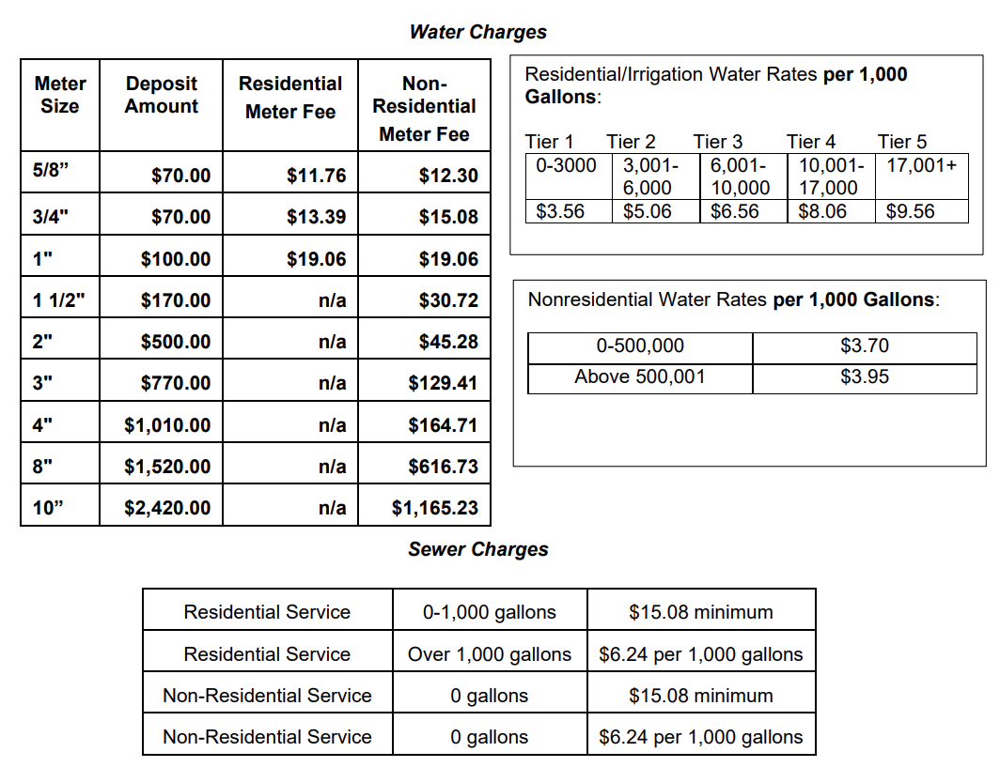 Water Charges
Meter Size Deposit Amount Residential Meter Fee Non-Residential Meter Fee
5/8” $70.00 $11.76 $12.30
3/4" $70.00 $13.39 $15.08
1" $100.00 $19.06 $19.06
1 1/2" $170.00 n/a $30.72
2" $500.00 n/a $45.28
3" $770.00 n/a $129.41
4" $1,010.00 n/a $164.71
8" $1,520.00 n/a $616.73
10” $2,420.00 n/a $1,165.23
Residential/Irrigation Water Rates per 1,000
Gallons:
Tier 1 Tier 2 Tier 3 Tier 4 Tier 5
0-3000 3,001- 6,001- 10,001- 17,001+
6,000 10,000 17,000
$3.56 $5.06 $6.56 $8.06 $9.56
Nonresidential Water Rates per 1,000 Gallons:
0-500,000 $3.70
Above 500,001 $3.95
Sewer Charges
Residential Service 0-1,000 gallons $15.08 minimum
Residential Service Over 1,000 gallons $6.24 per 1,000 gallons
Non-Residential Service 0 gallons $15.08 minimum
Non-Residential Service 0 gallons $6.24 per 1,000 gallons